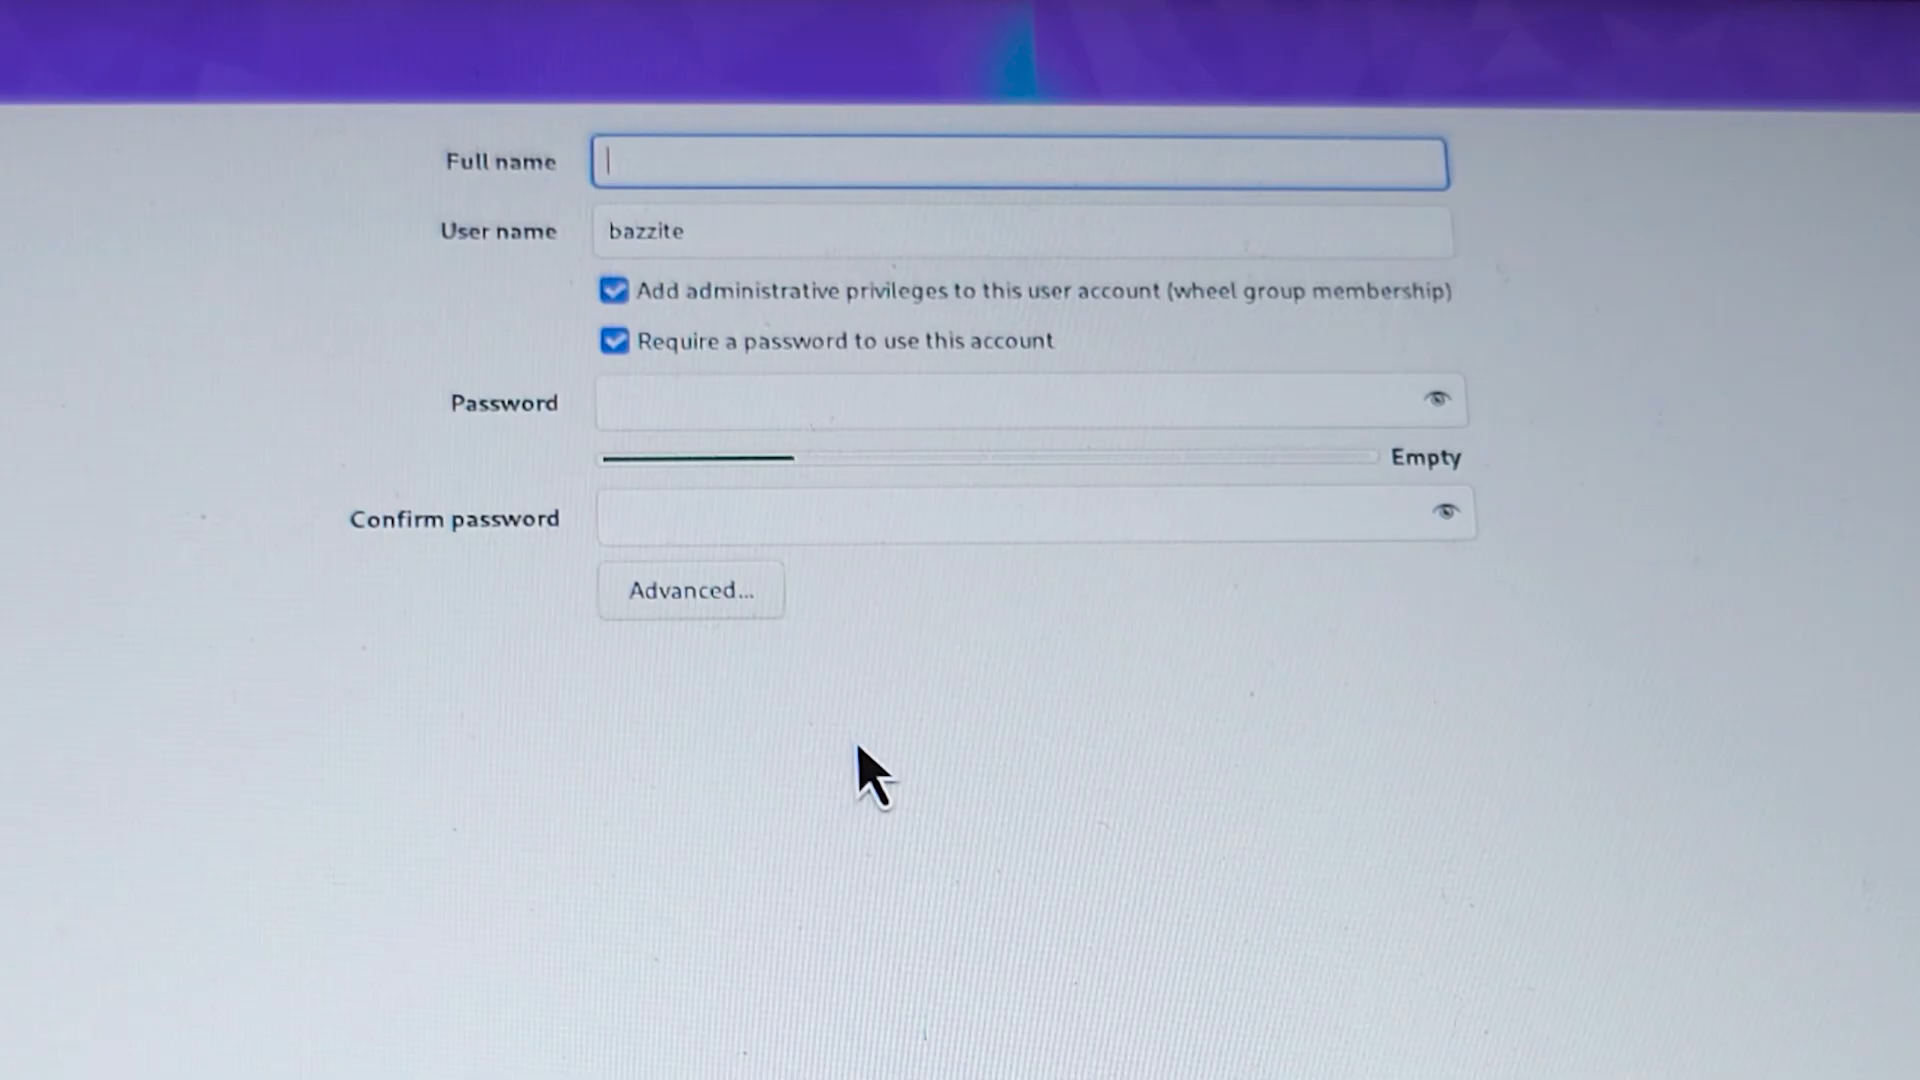 Full name
User name bazzite
Add administrative privileges to this user account (wheel group membership)
Require a password to use this account
Password
Empty
Confirm password
Advanced...